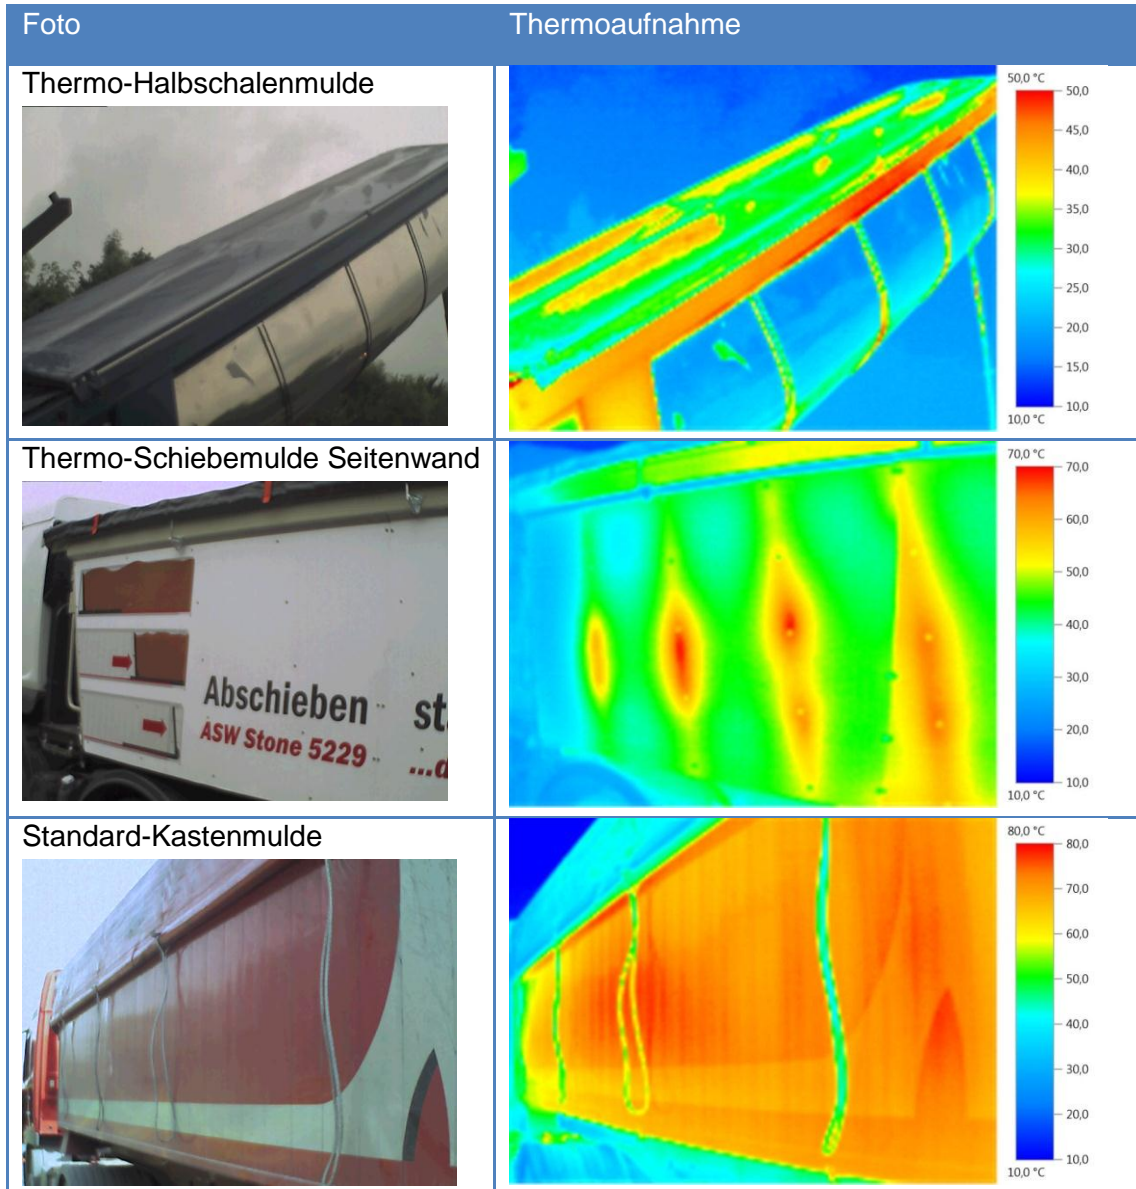 Foto Thermoaufnahme
Thermo-Halbschalenmulde
50,0 °C
50,0
45,0
40,0
35,0
30,0
25,0
20,0
15,0
10,0
10,0 °C
Thermo-Schiebemulde Seitenwand
Abschieben
ASW Stone 5229
st
...d
70,0 °C
70,0
60,0
50,0
40,0
30,0
20,0
10,0
10,0 °C
Standard-Kastenmulde
80,0 °C
80,0
70,0
60,0
50,0
40,0
30,0
20,0
10,0
10,0 °C